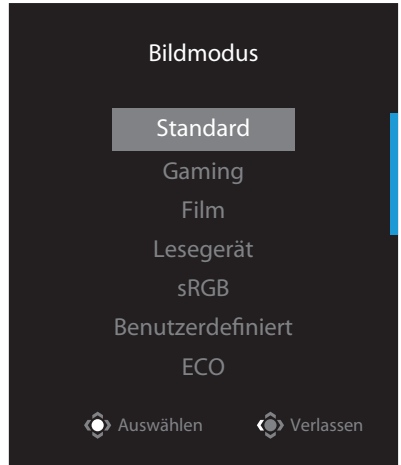 Bildmodus
Standard
Gaming
Film
Lesegerät
sRGB
Benutzerdefiniert
ECO
Auswählen Verlassen